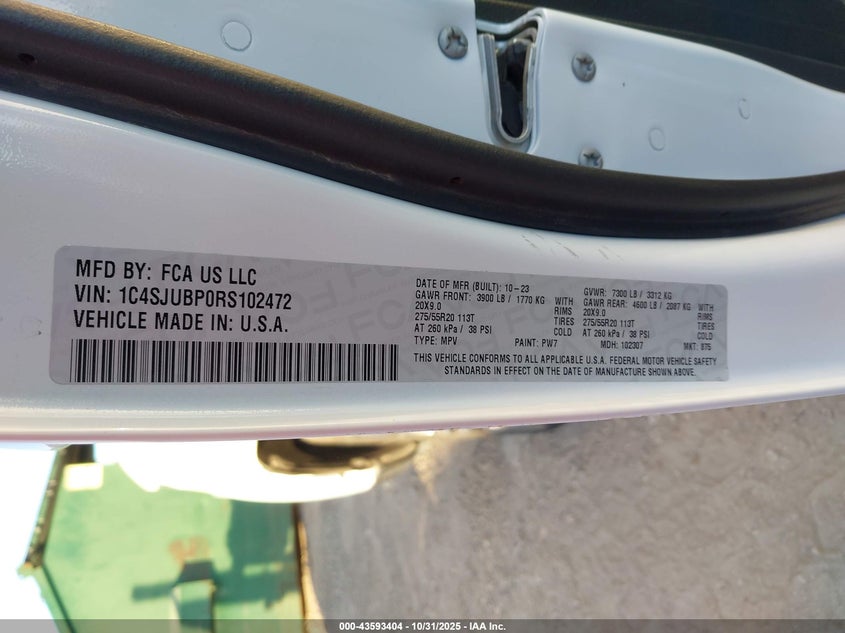 MFD BY: FCA US LLC
VIN: 1C4SJUBP0RS102472
VEHICLE MADE IN: U.S.A.
DATE OF MFR (BUILT): 10-23 GVWR: 7300 LB / 3312 KG
GAWR FRONT: 3900 LB / 1770 KG WITH GAWR REAR: 4600 LB / 2087 KG WITH
20X9.0 RIMS 20X9.0 RIMS
275/55R20 113T TIRES 275/55R20 113T TIRES
AT 260 kPa / 38 PSI COLD AT 260 kPa / 38 PSI COLD
TYPE: MPV PAINT: PW7 MDH: 102307 MKT: 875
THIS VEHICLE CONFORMS TO ALL APPLICABLE U.S.A. FEDERAL MOTOR VEHICLE SAFETY
STANDARDS IN EFFECT ON THE DATE OF MANUFACTURE SHOWN ABOVE.
000-43593404 - 10/31/2025 - IAA Inc.